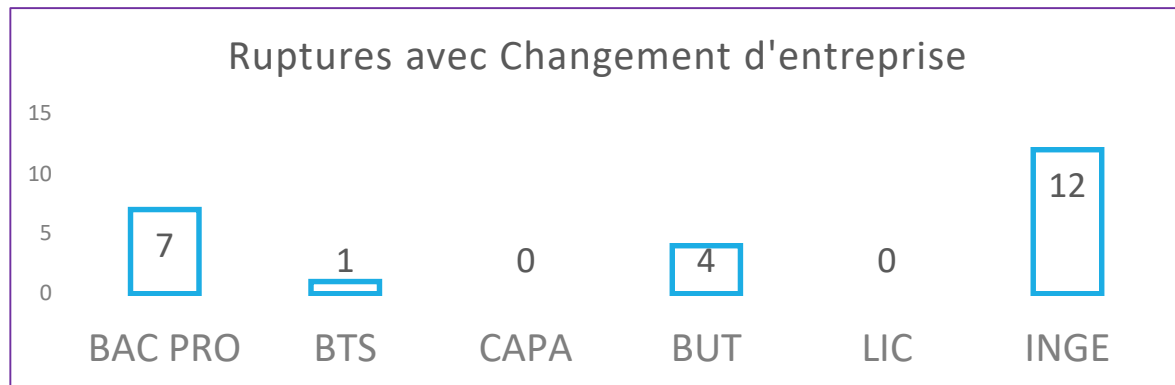 Ruptures avec Changement d'entreprise
15
10
5
0
7
1
0
4
0
12
BAC PRO
BTS
CAPA
BUT
LIC
INGE